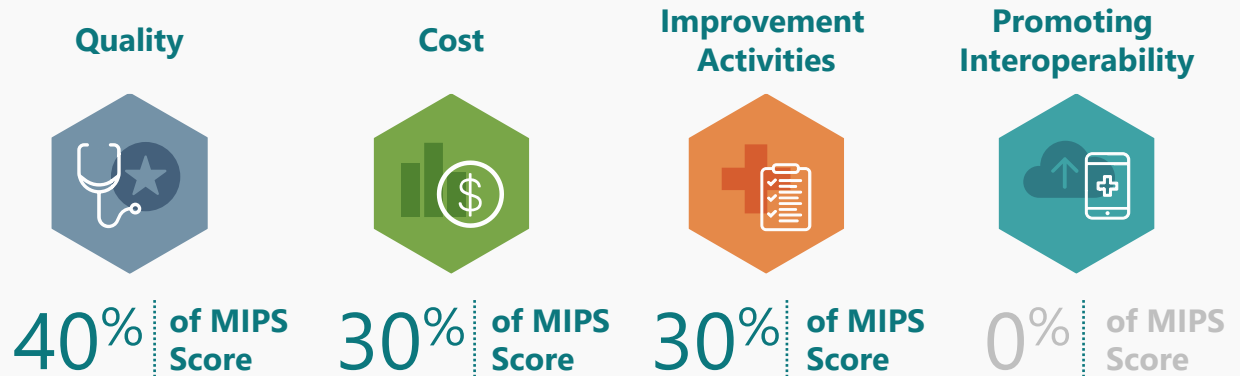 Quality
Cost
Improvement
Activities
Promoting
Interoperability
$
40% of MIPS
Score
30% of MIPS
Score
30% of MIPS
Score
0% of MIPS
Score